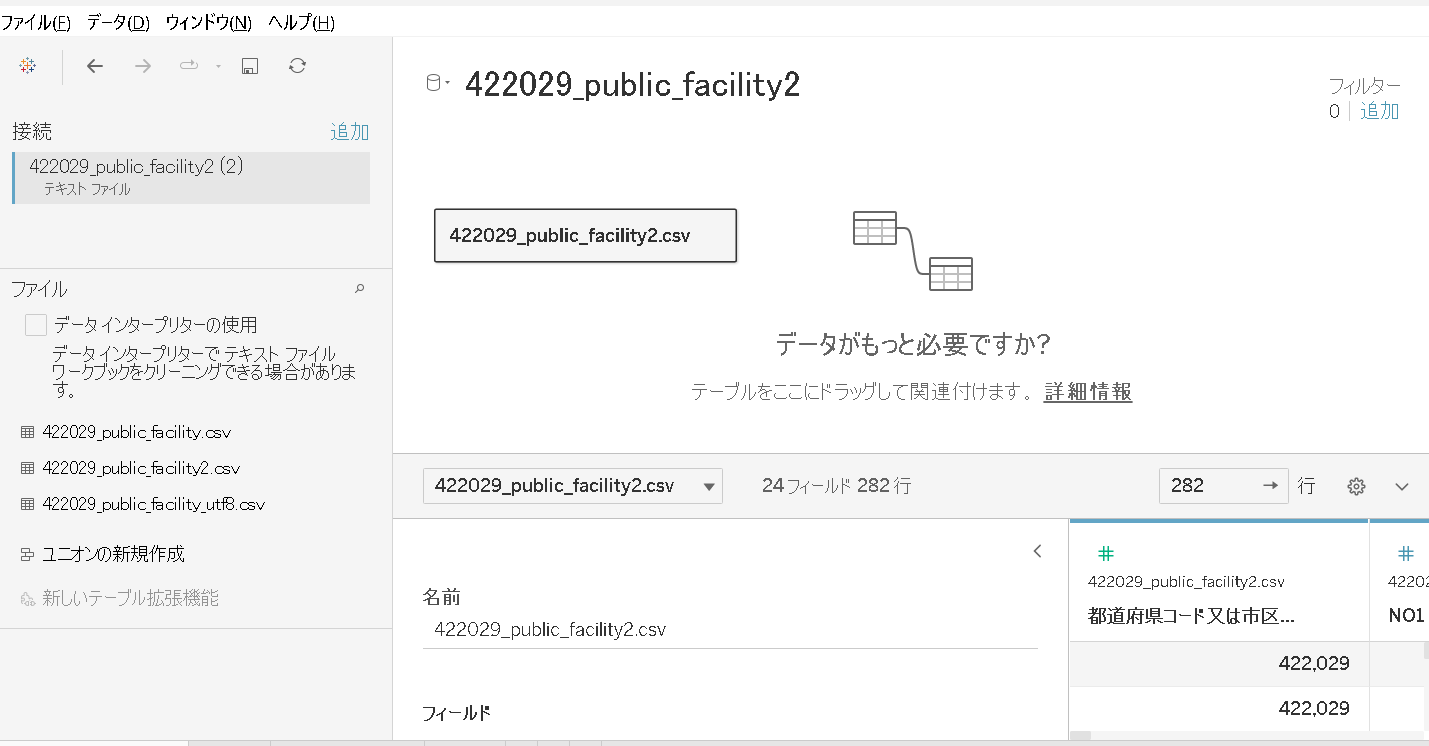 ファイル(F) データ(D) ウィンドウ(N) ヘルプ(H)
接続 追加
422029_public_facility2 (2)
テキスト ファイル
ファイル
データ インタープリターの使用
データ インタープリターで テキスト ファイル
ワークブックをクリーニングできる場合がありま
す。
422029_public_facility.csv
422029_public_facility2.csv
422029_public_facility_utf8.csv
ユニオンの新規作成
新しいテーブル拡張機能
422029_public_facility2
フィルター
0 追加
422029_public_facility2.csv
データがもっと必要ですか?
テーブルをここにドラッグして関連付けます。 詳細情報
422029_public_facility2.csv 24 フィールド 282 行 282 行
名前
422029_public_facility2.csv
フィールド
422029_public_facility2.csv
都道府県コード又は市区...
422,029
422,029
42202
NO1